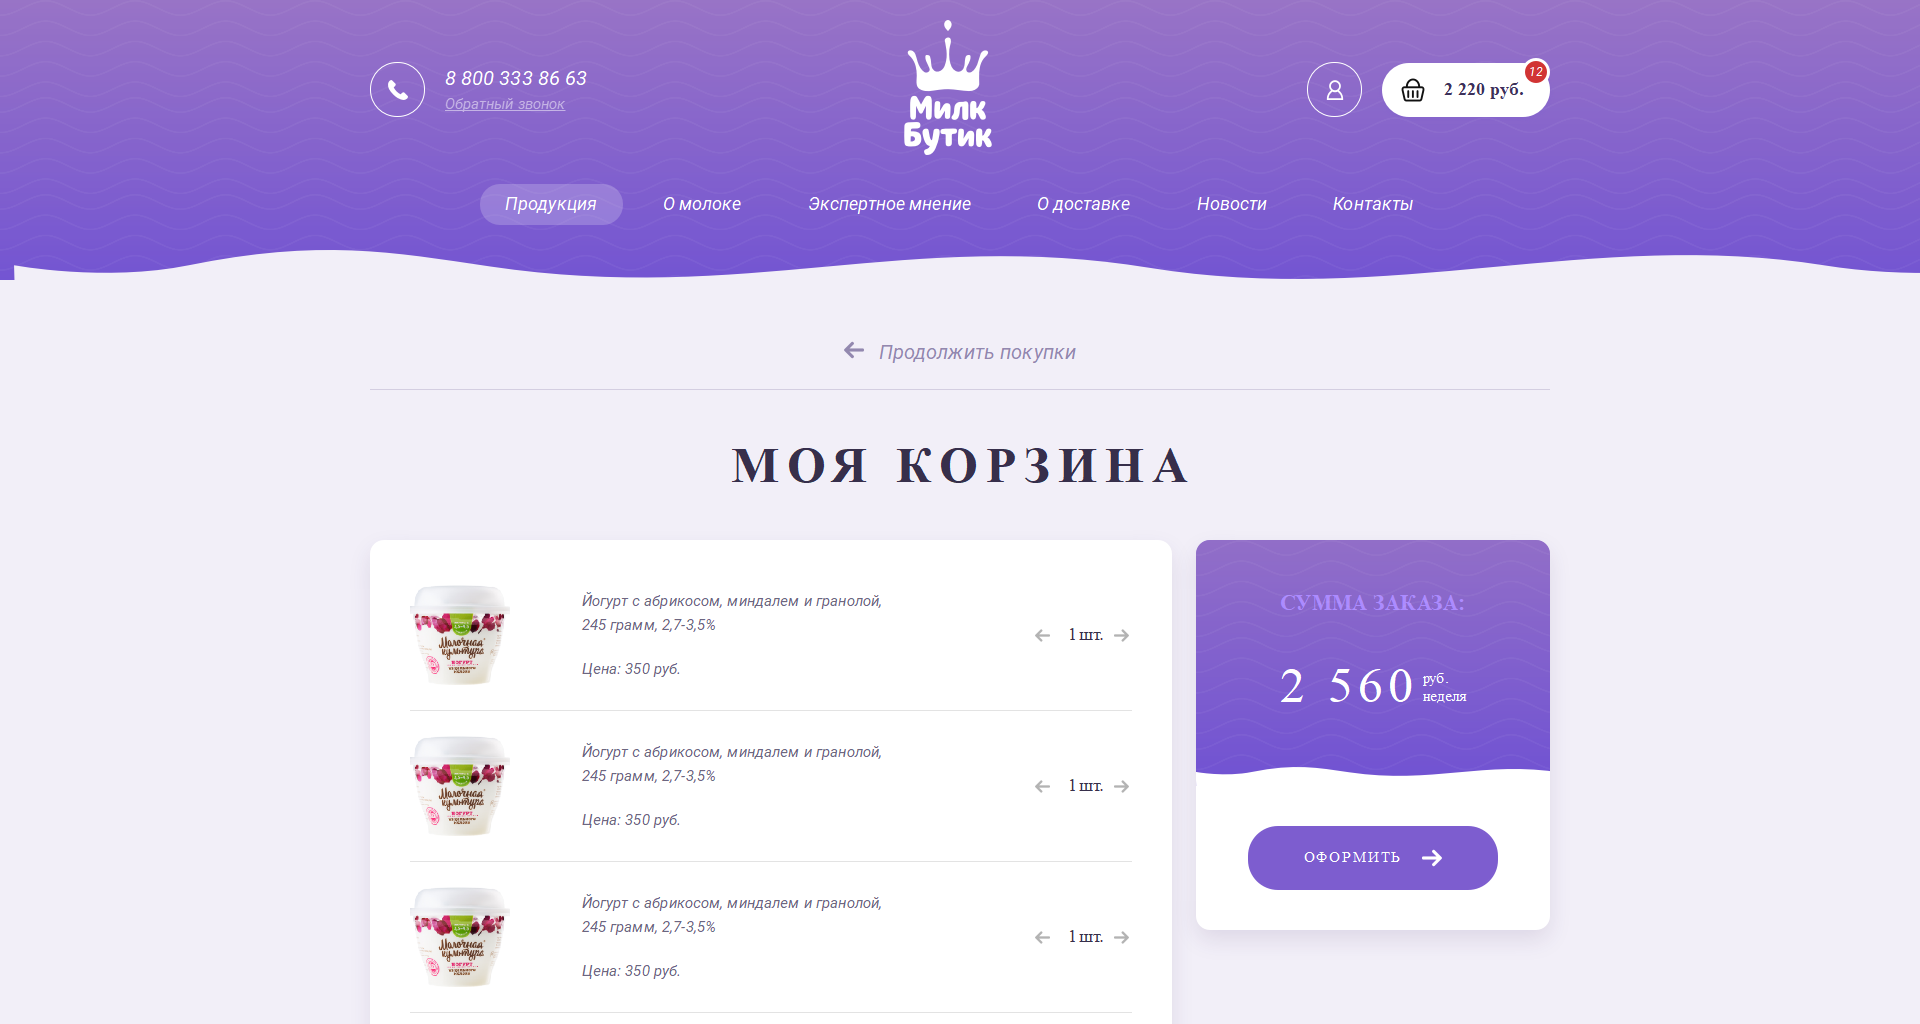 8 800 333 86 63
Обратный звонок
Милк
Бутик
2 220 руб.
12
Продукция
О молоке
Экспертное мнение
О доставке
Новости
Контакты
Продолжить покупки
МОЯ КОРЗИНА
Йогурт с абрикосом, миндалем и гранолой,
245 грамм, 2,7-3,5%
Цена: 350 руб.
1 шт.
Молочная
культура
ЙОГУРТ
Йогурт с абрикосом, миндалем и гранолой,
245 грамм, 2,7-3,5%
Цена: 350 руб.
1 шт.
Молочная
культура
ЙОГУРТ
Йогурт с абрикосом, миндалем и гранолой,
245 грамм, 2,7-3,5%
Цена: 350 руб.
1 шт.
Молочная
культура
ЙОГУРТ
СУММА ЗАКАЗА:
2 560 руб.
неделя
ОФОРМИТЬ